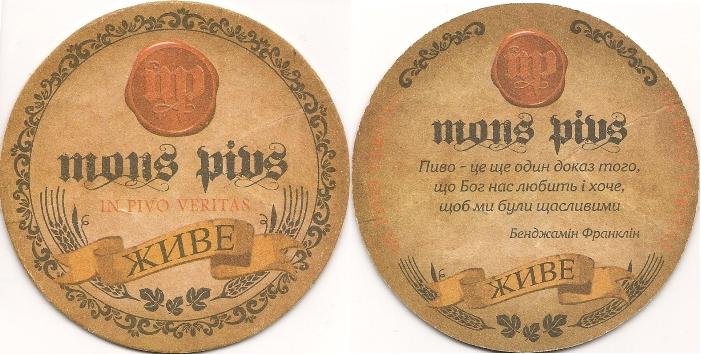 mp
mons pivs
IN PIVO VERITAS
ЖИВЕ
mp
mons pivs
Пиво - це ще один доказ того,
що Бог нас любить і хоче,
щоб ми були щасливими
Бенджамін Франклін
ЖИВЕ